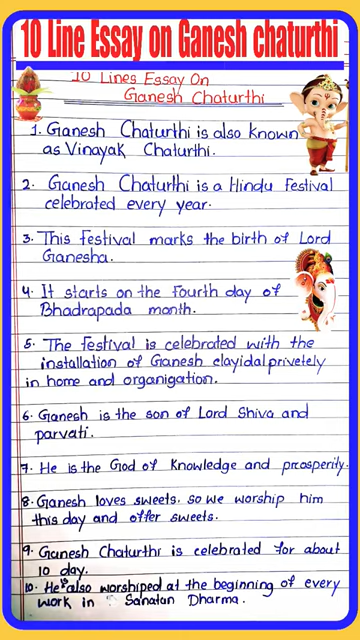 10 Line Essay on Ganesh chaturthi
10 Lines Essay On
Ganesh Chaturthi
1. Ganesh Chaturthi is also known
as Vinayak Chaturthi.
2. Ganesh Chaturthi is a Hindu festival
celebrated every year.
3. This festival marks the birth of Lord
Ganesha.
4. It starts on the fourth day of
Bhadrapada month.
5. The festival is celebrated with the
installation of Ganesh clayidal privetely
in home and organigation.
6. Ganesh is the son of Lord Shiva and
parvati.
7. He is the God of Knowledge and prosperity.
8. Ganesh loves sweets. so we worship him
this day and offer sweets.
9. Ganesh Chaturthi is celebrated for about
10 day.
10. He is also worshiped at the beginning of every
work in Sanatan Dharma.